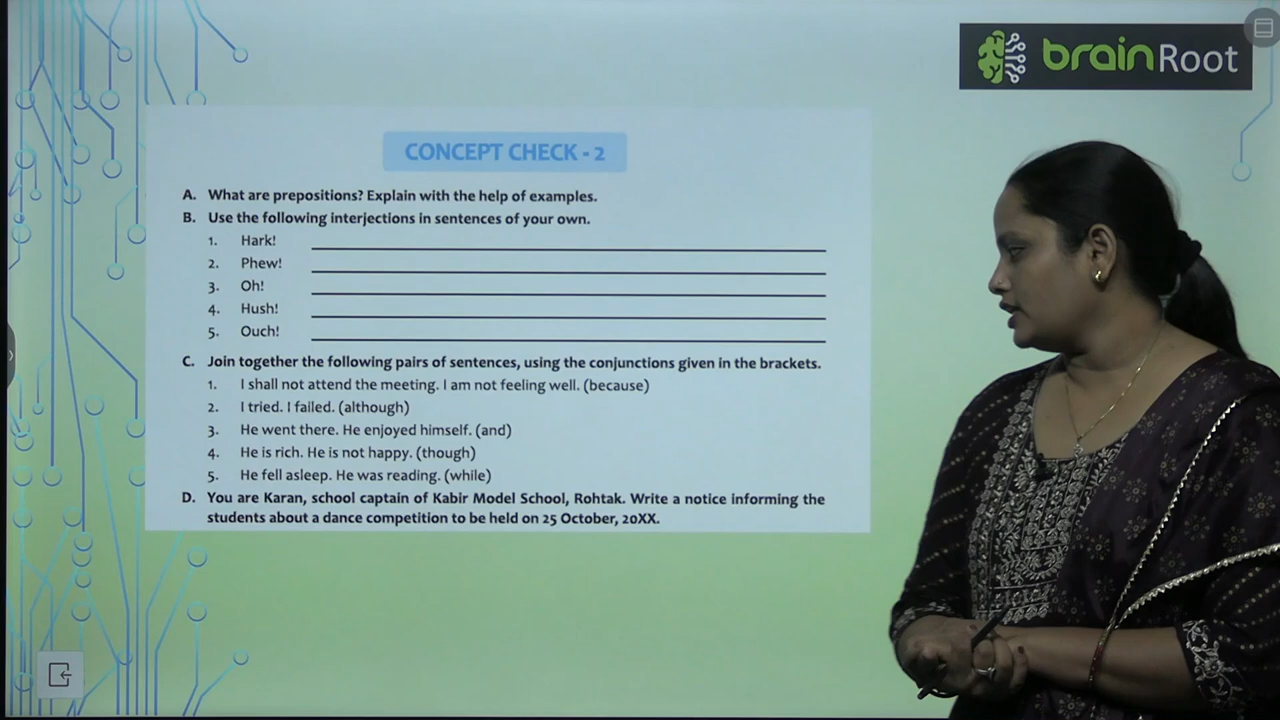 brainRoot
CONCEPT CHECK - 2
A. What are prepositions? Explain with the help of examples.
B. Use the following interjections in sentences of your own.
1. Hark!
2. Phew!
3. Oh!
4. Hush!
5. Ouch!
C. Join together the following pairs of sentences, using the conjunctions given in the brackets.
1. I shall not attend the meeting. I am not feeling well. (because)
2. I tried. I failed. (although)
3. He went there. He enjoyed himself. (and)
4. He is rich. He is not happy. (though)
5. He fell asleep. He was reading. (while)
D. You are Karan, school captain of Kabir Model School, Rohtak. Write a notice informing the
students about a dance competition to be held on 25 October, 20XX.